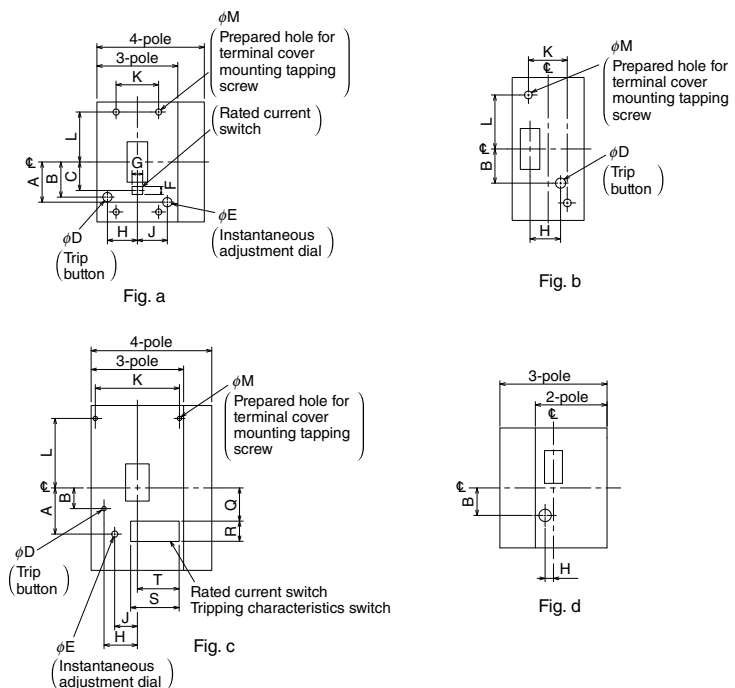 4-pole
3-pole
K
φM
Prepared hole for
terminal cover
mounting tapping
screw
(Rated current
switch)
L
℄
A
B
C
G
F
φD
(Trip
button)
H
J
φE
(Instantaneous
adjustment dial)
Fig. a
K
℄
φM
Prepared hole for
terminal cover
mounting tapping
screw
L
℄
B
φD
(Trip
button)
H
Fig. b
4-pole
3-pole
K
φM
Prepared hole for
terminal cover
mounting tapping
screw
L
℄
A
B
Q
R
φD
(Trip
button)
T
S
J
H
Rated current switch
Tripping characteristics switch
φE
(Instantaneous
adjustment dial)
Fig. c
3-pole
2-pole
℄
℄
B
H
Fig. d